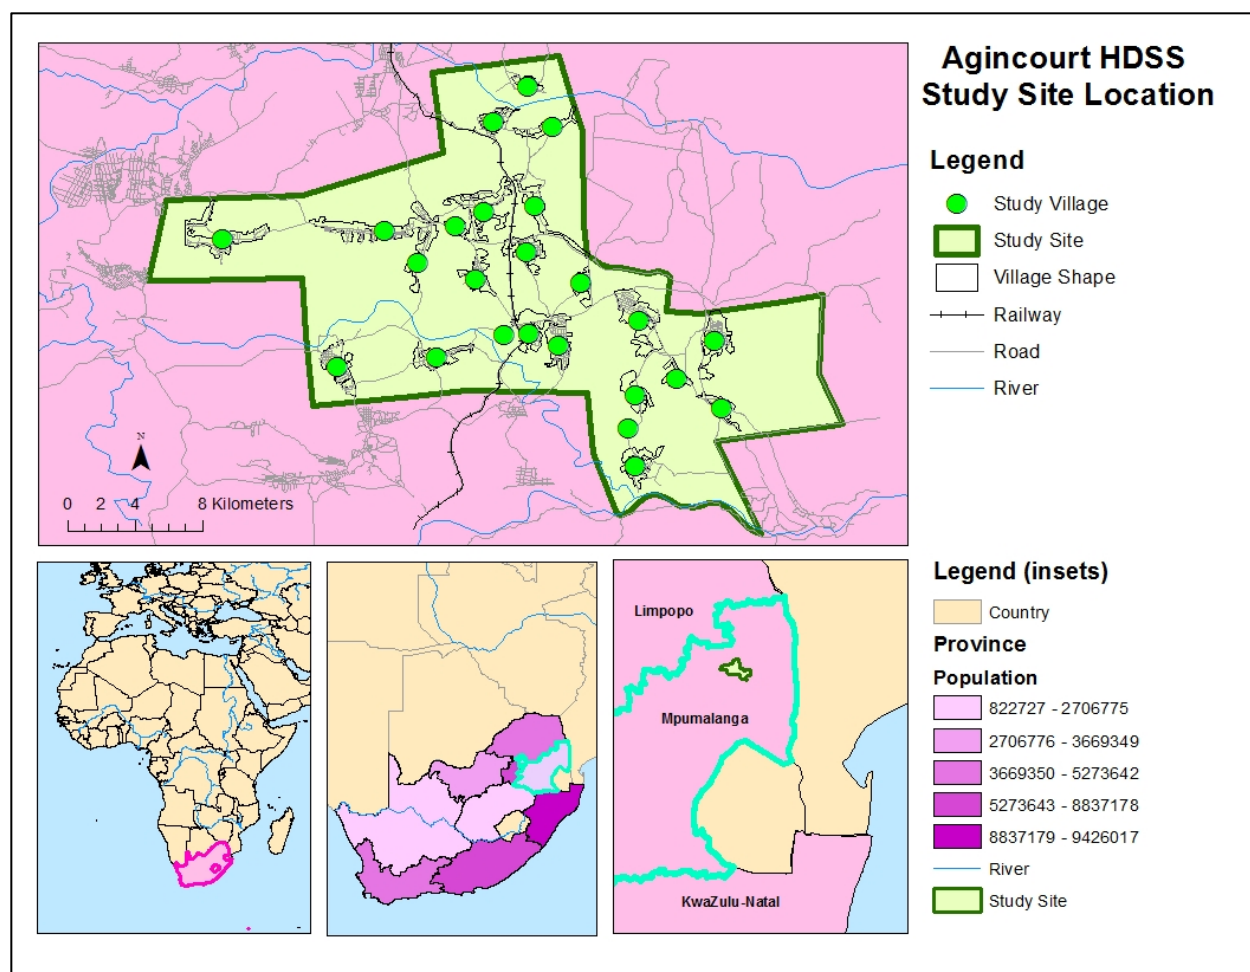 Agincourt HDSS
Study Site Location
Legend
Study Village
Study Site
Village Shape
Railway
Road
River
N
0 2 4 8 Kilometers
Legend (insets)
Country
Province
Population
822727 - 2706775
2706776 - 3669349
3669350 - 5273642
5273643 - 8837178
8837179 - 9426017
River
Study Site
Limpopo
Mpumalanga
KwaZulu-Natal